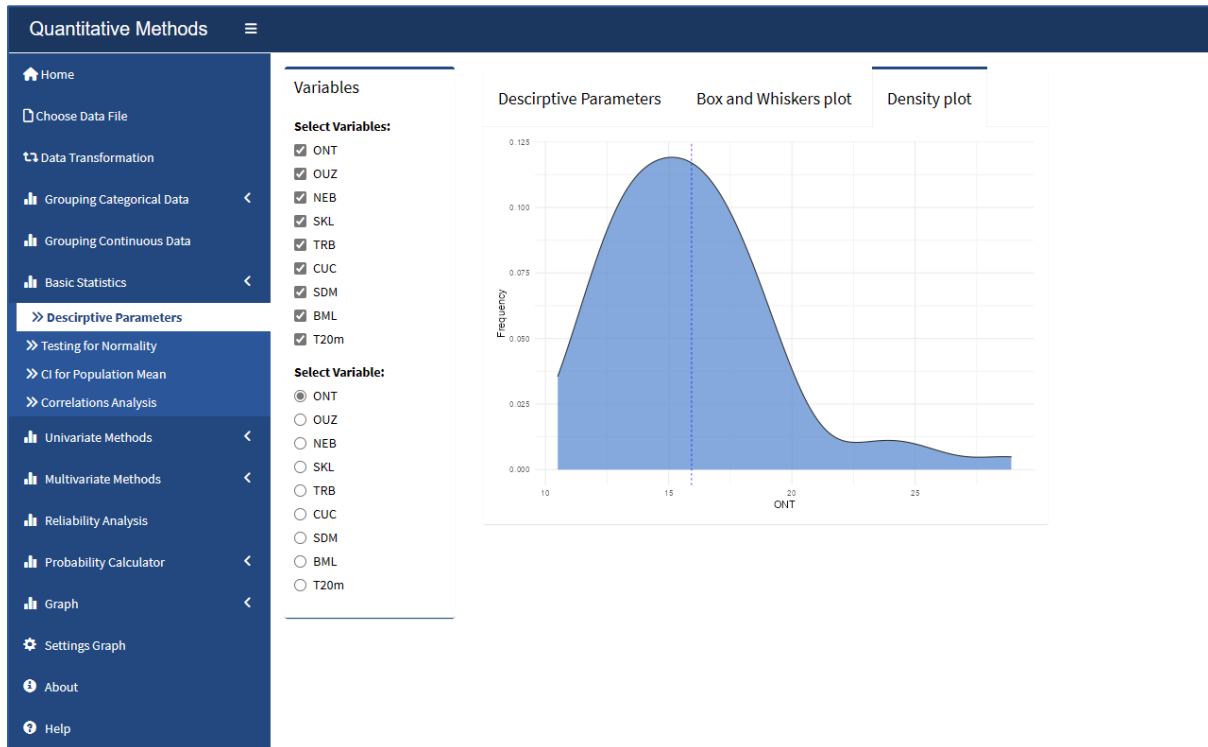 Quantitative Methods
Home
Choose Data File
Data Transformation
Grouping Categorical Data
Grouping Continuous Data
Basic Statistics
Descirptive Parameters
Testing for Normality
CI for Population Mean
Correlations Analysis
Univariate Methods
Multivariate Methods
Reliability Analysis
Probability Calculator
Graph
Settings Graph
About
Help
Variables
Select Variables:
ONT
OUZ
NEB
SKL
TRB
CUC
SDM
BML
T20m
Select Variable:
ONT
OUZ
NEB
SKL
TRB
CUC
SDM
BML
T20m
Descirptive Parameters Box and Whiskers plot Density plot
Frequency
0.125
0.100
0.075
0.050
0.025
0.000
10 15 20 25
ONT